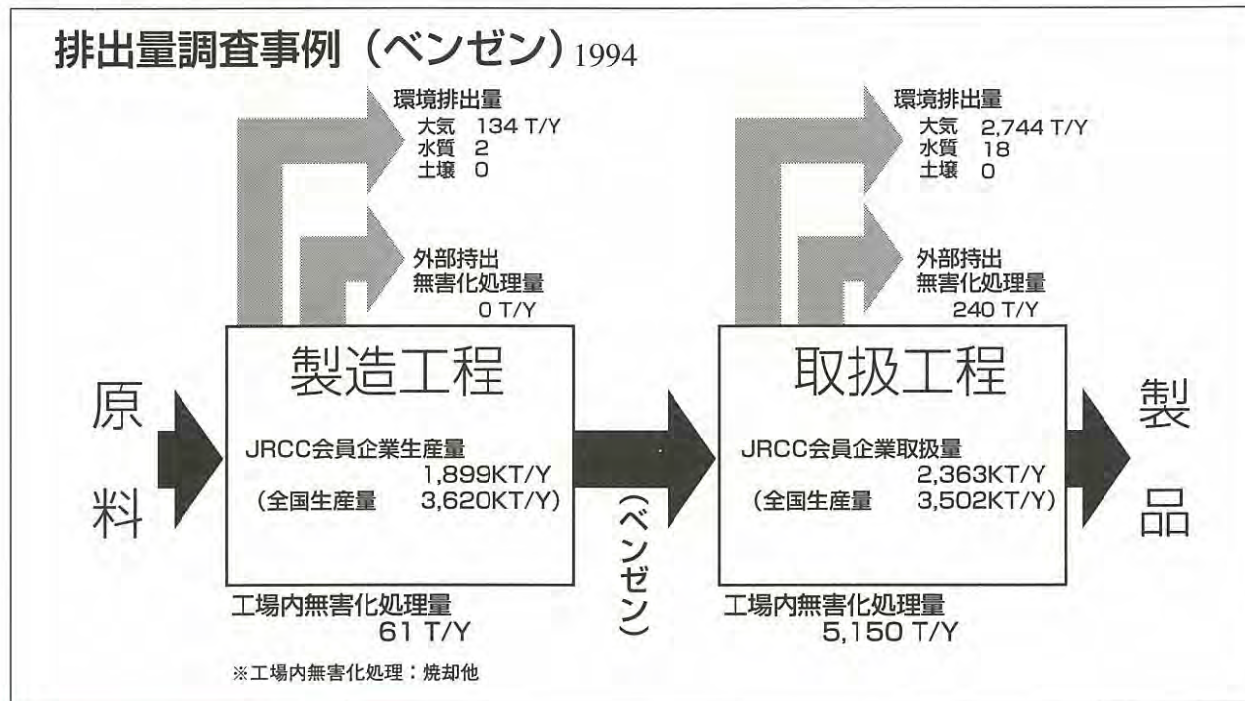 排出量調査事例（ベンゼン）1994
環境排出量
大気 134 T/Y
水質 2
土壌 0
外部持出
無害化処理量
0 T/Y
環境排出量
大気 2,744 T/Y
水質 18
土壌 0
外部持出
無害化処理量
240 T/Y
原料
製造工程
JRCC会員企業生産量
1,899KT/Y
（全国生産量 3,620KT/Y）
工場内無害化処理量
61 T/Y
（ベンゼン）
取扱工程
JRCC会員企業取扱量
2,363KT/Y
（全国生産量 3,502KT/Y）
工場内無害化処理量
5,150 T/Y
製品
※工場内無害化処理：焼却他